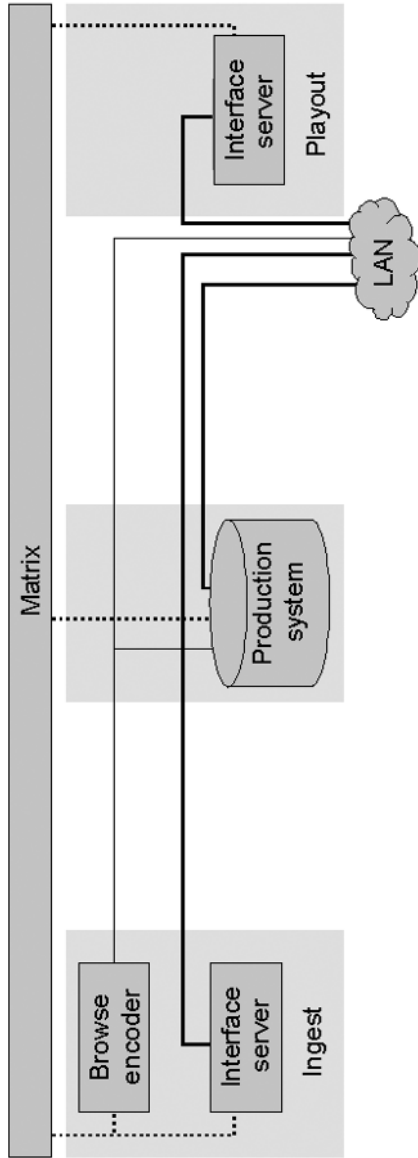 Matrix
Browse
encoder
Interface
server
Ingest
Production
system
Interface
server
Playout
LAN